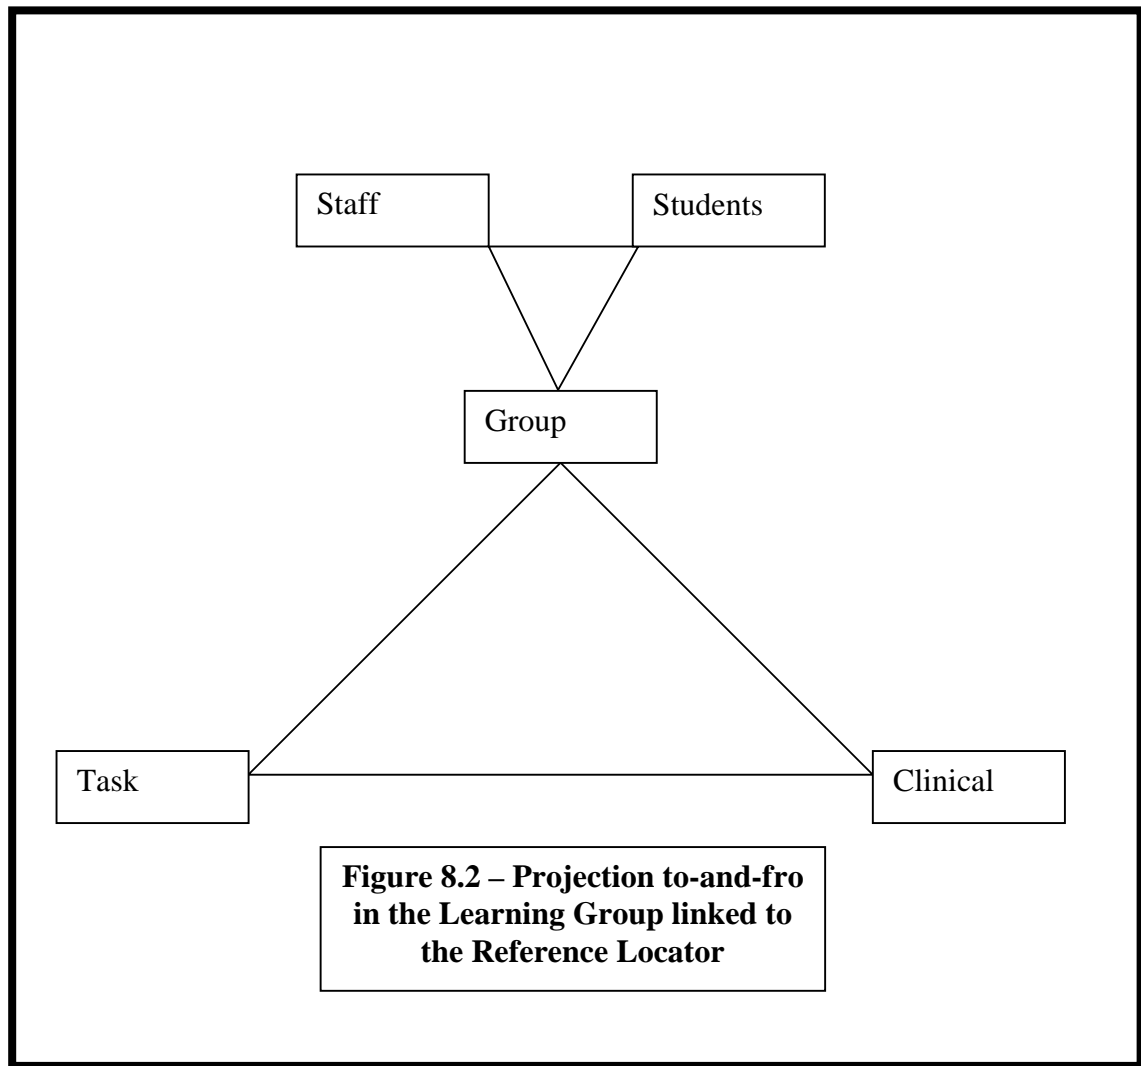 Staff
Students
Group
Task
Clinical
Figure 8.2 – Projection to-and-fro
in the Learning Group linked to
the Reference Locator